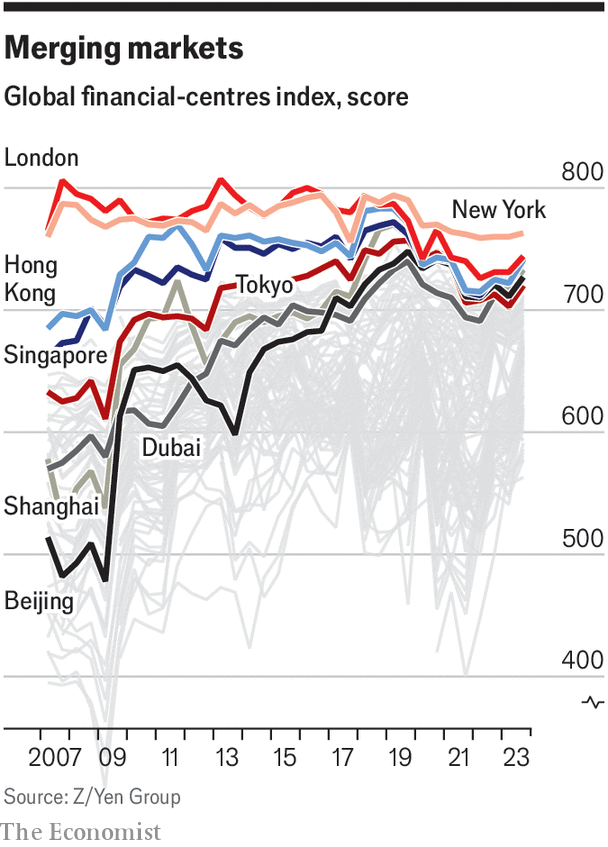 Merging markets
Global financial-centres index, score
London
800
New York
Hong
Kong
Tokyo
700
Singapore
600
Dubai
Shanghai
500
Beijing
400
2007 09 11 13 15 17 19 21 23
Source: Z/Yen Group
The Economist